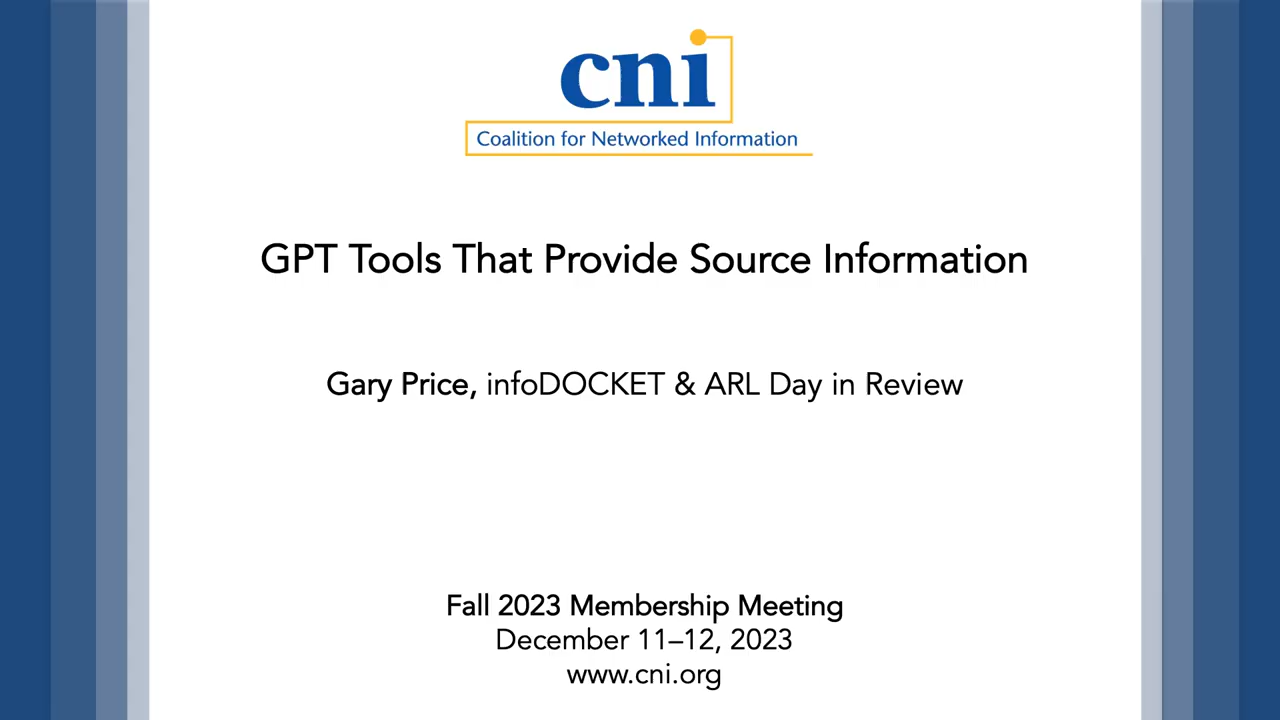 cni
Coalition for Networked Information
GPT Tools That Provide Source Information
Gary Price, infoDOCKET & ARL Day in Review
Fall 2023 Membership Meeting
December 11–12, 2023
www.cni.org